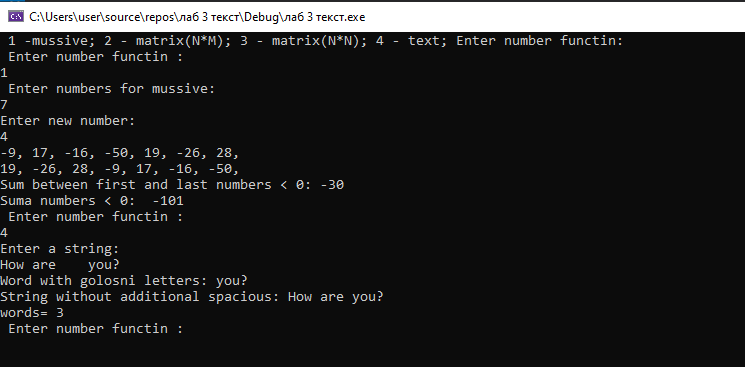 C:\Users\user\source\repos\лаб 3 текст\Debug\лаб 3 текст.exe
1 -mussive; 2 - matrix(N*M); 3 - matrix(N*N); 4 - text; Enter number functin:
Enter number functin :
1
Enter numbers for mussive:
7
Enter new number:
4
-9, 17, -16, -50, 19, -26, 28,
19, -26, 28, -9, 17, -16, -50,
Sum between first and last numbers < 0: -30
Suma numbers < 0:  -101
Enter number functin :
4
Enter a string:
How are    you?
Word with golosni letters: you?
String without additional spacious: How are you?
words= 3
Enter number functin :